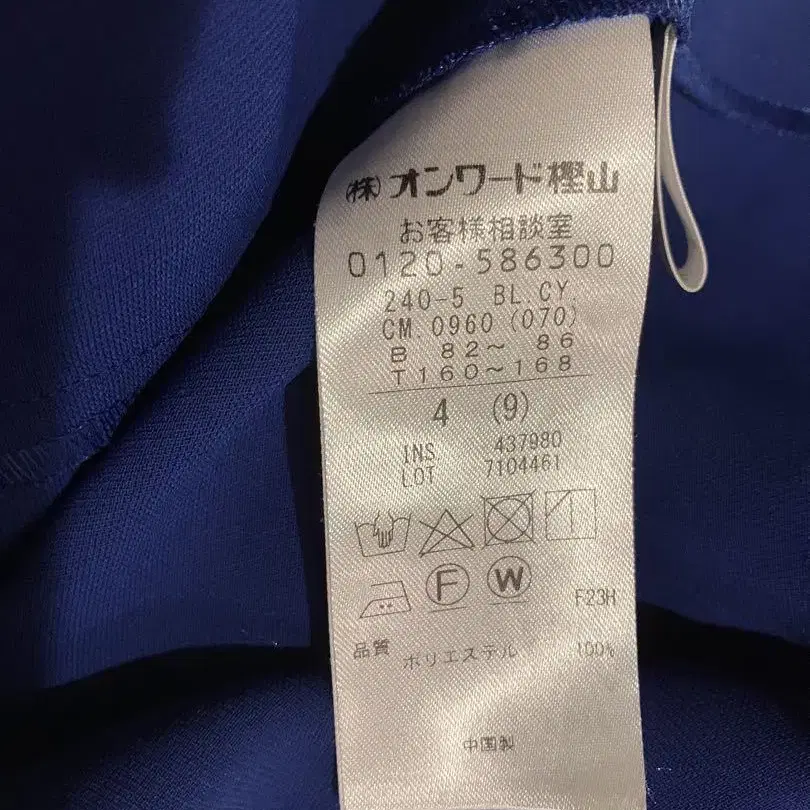 ㈱オンワード樫山
お客様相談室
0120-586300
240-5 BL.CY.
CM 0960 (070)
B 82～ 86
T160～168
4 (9)
INS 437980
LOT 7104461
F
W
F23H
品質 ポリエステル 100%
中国製